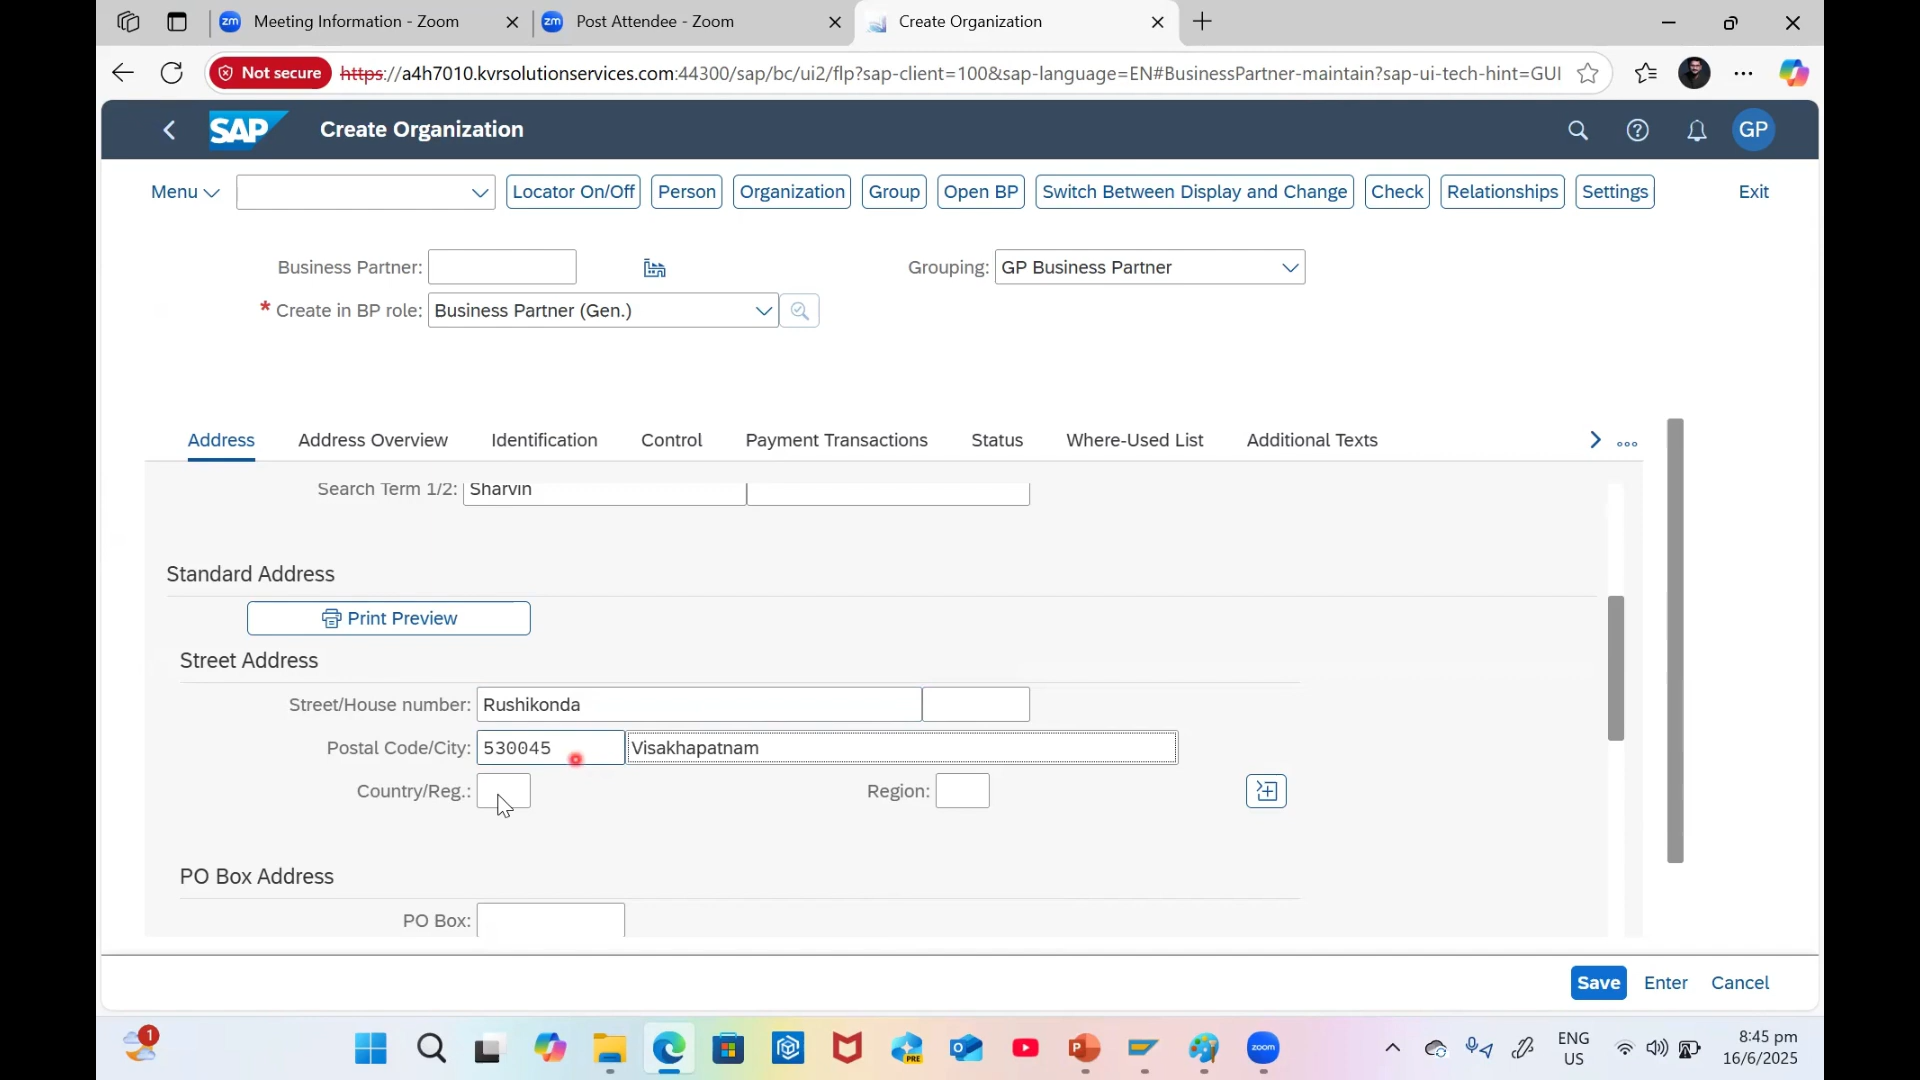 Meeting Information - Zoom
Post Attendee - Zoom
Create Organization
Not secure
https://a4h7010.kvrsolutionservices.com:44300/sap/bc/ui2/flp?sap-client=100&sap-language=EN#BusinessPartner-maintain?sap-ui-tech-hint=GUI
SAP
Create Organization
GP
Menu
Locator On/Off
Person
Organization
Group
Open BP
Switch Between Display and Change
Check
Relationships
Settings
Exit
Business Partner:
Grouping: GP Business Partner
* Create in BP role: Business Partner (Gen.)
Address
Address Overview
Identification
Control
Payment Transactions
Status
Where-Used List
Additional Texts
Search Term 1/2: Sharvin
Standard Address
Print Preview
Street Address
Street/House number: Rushikonda
Postal Code/City: 530045 Visakhapatnam
Country/Reg.:
Region:
PO Box Address
PO Box:
Save
Enter
Cancel
1
PRE
zoom
ENG
US
8:45 pm
16/6/2025